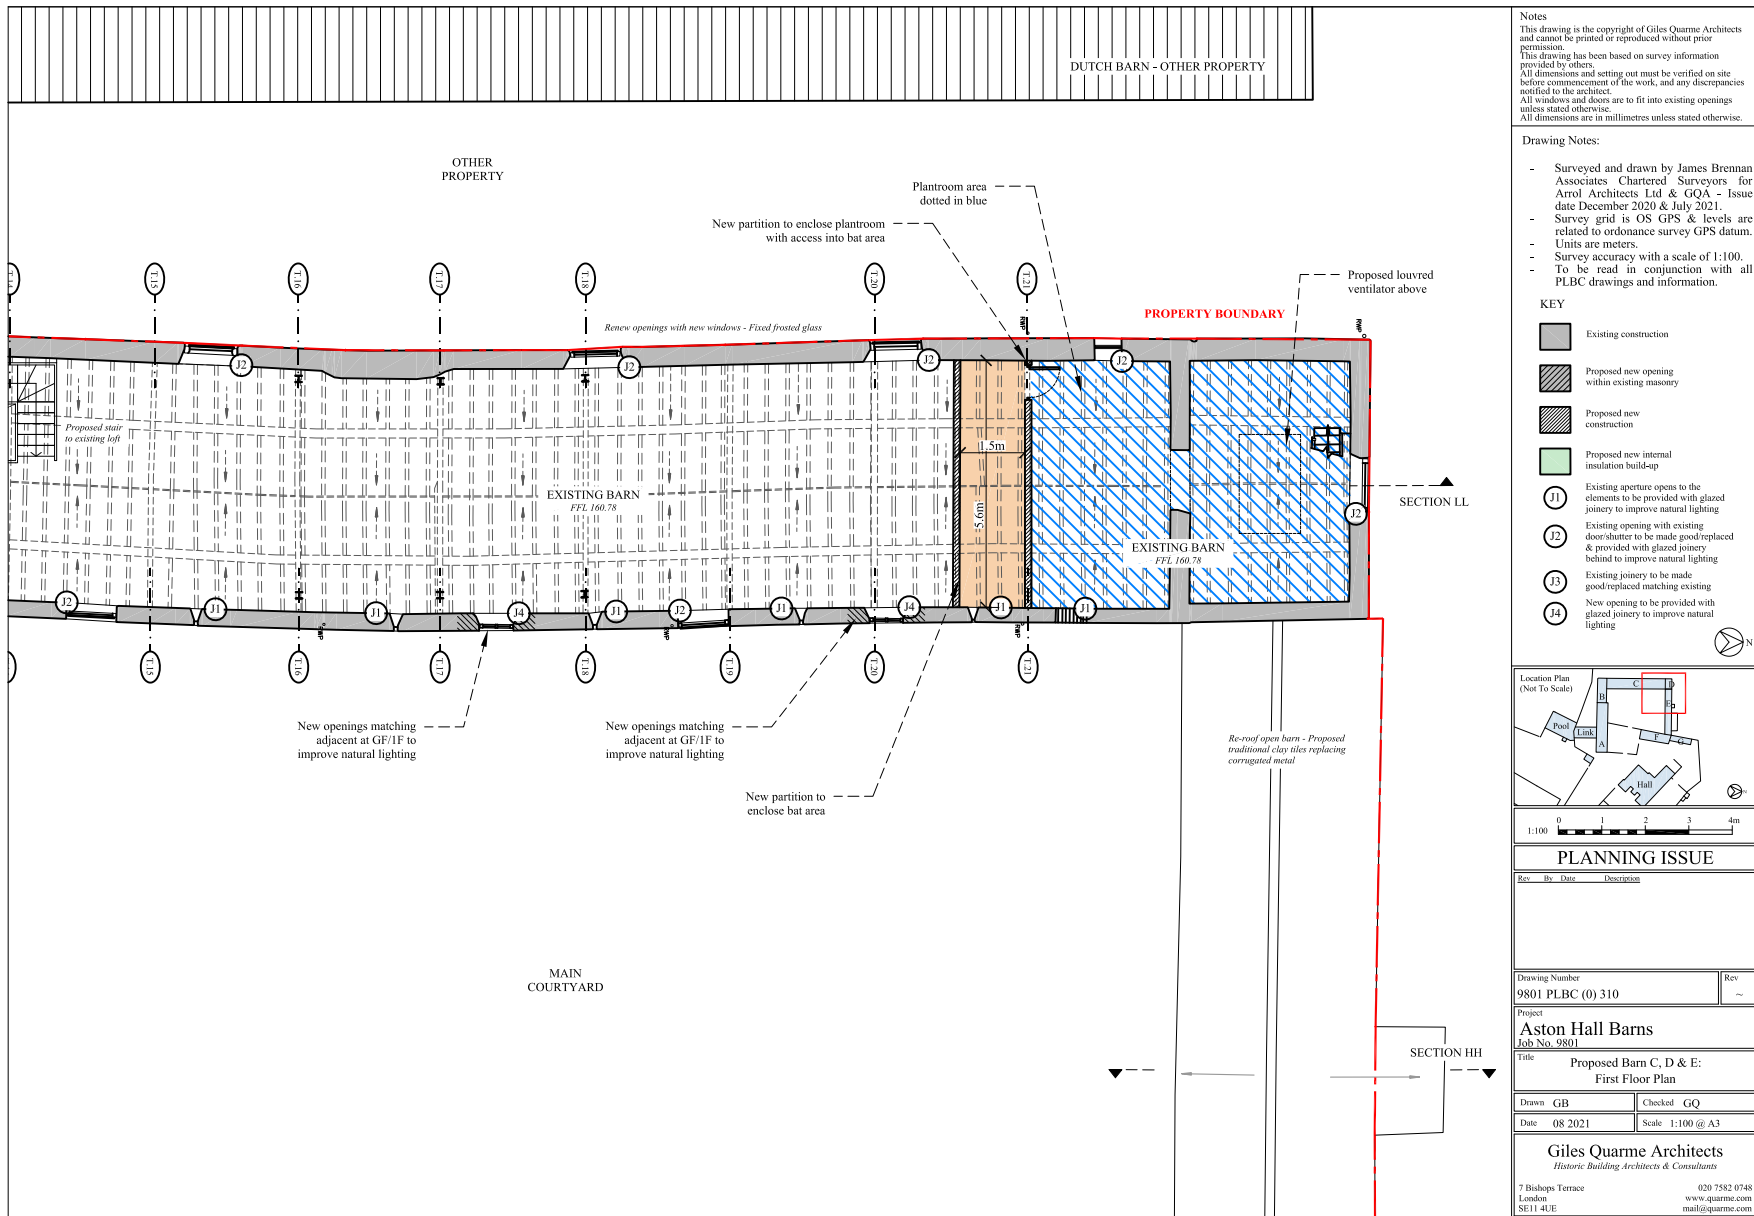 DUTCH BARN - OTHER PROPERTY
OTHER
PROPERTY
Plantroom area
dotted in blue
New partition to enclose plantroom
with access into bat area
Proposed louvred
ventilator above
PROPERTY BOUNDARY
T.14
T.15
T.16
T.17
T.18
T.20
T.21
RWP
RWP
Renew openings with new windows - Fixed frosted glass
J2
J2
J2
J2
Proposed stair
to existing loft
1.5m
5.6m
EXISTING BARN
FFL 160.78
EXISTING BARN
FFL 160.78
J2
SECTION LL
J2
J1
J1
J4
J1
J2
J1
J4
J1
J1
RWP
RWP
RWP
T.15
T.16
T.17
T.18
T.19
T.20
T.21
New openings matching
adjacent at GF/1F to
improve natural lighting
New openings matching
adjacent at GF/1F to
improve natural lighting
New partition to
enclose bat area
Re-roof open barn - Proposed
traditional clay tiles replacing
corrugated metal
MAIN
COURTYARD
SECTION HH
Notes
This drawing is the copyright of Giles Quarme Architects
and cannot be printed or reproduced without prior
permission.
This drawing has been based on survey information
provided by others.
All dimensions and setting out must be verified on site
before commencement of the work, and any discrepancies
notified to the architect.
All windows and doors are to fit into existing openings
unless stated otherwise.
All dimensions are in millimetres unless stated otherwise.
Drawing Notes:
- Surveyed and drawn by James Brennan
Associates Chartered Surveyors for
Arrol Architects Ltd & GQA - Issue
date December 2020 & July 2021.
- Survey grid is OS GPS & levels are
related to ordonance survey GPS datum.
- Units are meters.
- Survey accuracy with a scale of 1:100.
- To be read in conjunction with all
PLBC drawings and information.
KEY
Existing construction
Proposed new opening
within existing masonry
Proposed new
construction
Proposed new internal
insulation build-up
J1 Existing aperture opens to the
elements to be provided with glazed
joinery to improve natural lighting
J2 Existing opening with existing
door/shutter to be made good/replaced
& provided with glazed joinery
behind to improve natural lighting
J3 Existing joinery to be made
good/replaced matching existing
J4 New opening to be provided with
glazed joinery to improve natural
lighting
N
Location Plan
(Not To Scale)
C
D
B
E
Pool
Link
A
F
G
Hall
N
1:100 0 1 2 3 4m
PLANNING ISSUE
Rev By Date Description
Drawing Number Rev
9801 PLBC (0) 310 ~
Project
Aston Hall Barns
Job No. 9801
Title Proposed Barn C, D & E:
First Floor Plan
Drawn GB Checked GQ
Date 08 2021 Scale 1:100 @ A3
Giles Quarme Architects
Historic Building Architects & Consultants
7 Bishops Terrace 020 7582 0748
London www.quarme.com
SE11 4UE mail@quarme.com